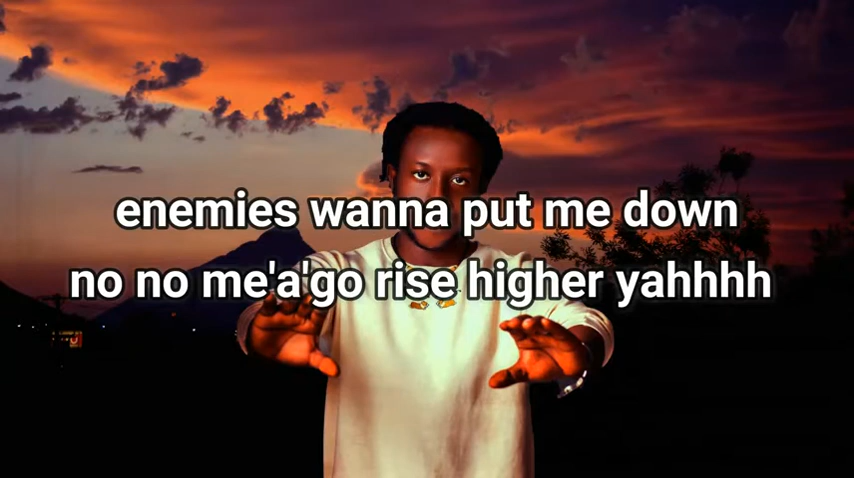 enemies wanna put me down
no no me'a'go rise higher yahhhh